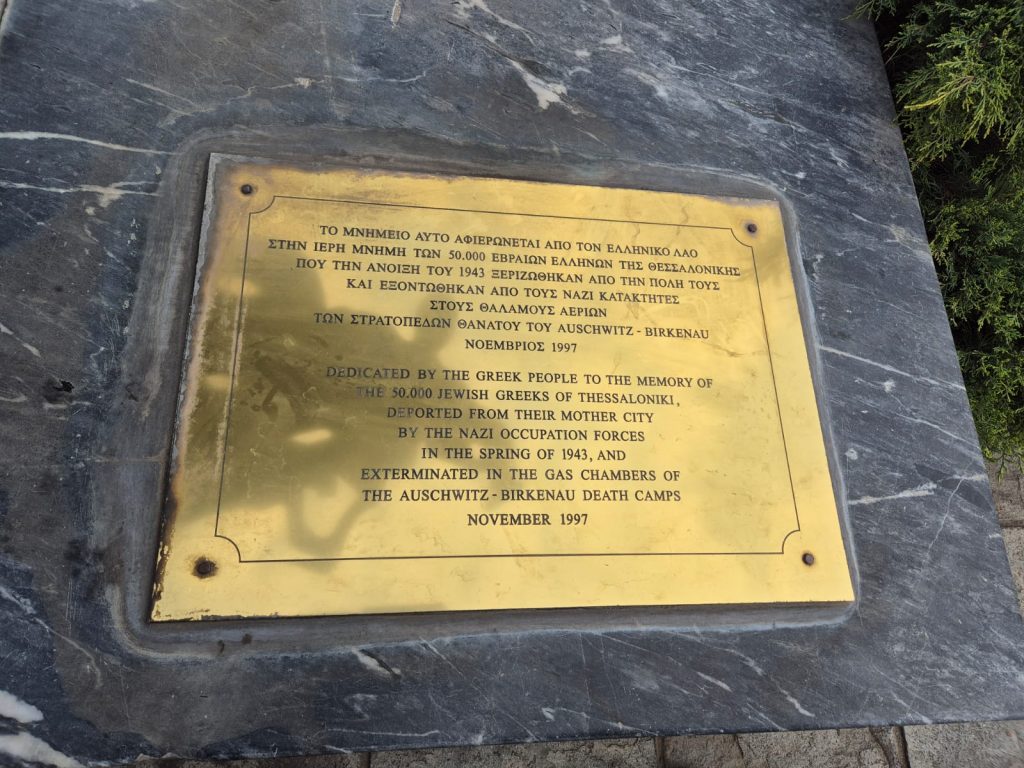 ΤΟ ΜΝΗΜΕΙΟ ΑΥΤΟ ΑΦΙΕΡΩΝΕΤΑΙ ΑΠΟ ΤΟΝ ΕΛΛΗΝΙΚΟ ΛΑΟ
ΣΤΗΝ ΙΕΡΗ ΜΝΗΜΗ ΤΩΝ 50.000 ΕΒΡΑΙΩΝ ΕΛΛΗΝΩΝ ΤΗΣ ΘΕΣΣΑΛΟΝΙΚΗΣ
ΠΟΥ ΤΗΝ ΑΝΟΙΞΗ ΤΟΥ 1943 ΞΕΡΙΖΩΘΗΚΑΝ ΑΠΟ ΤΗΝ ΠΟΛΗ ΤΟΥΣ
ΚΑΙ ΕΞΟΝΤΩΘΗΚΑΝ ΑΠΟ ΤΟΥΣ ΝΑΖΙ ΚΑΤΑΚΤΗΤΕΣ
ΣΤΟΥΣ ΘΑΛΑΜΟΥΣ ΑΕΡΙΩΝ
ΤΩΝ ΣΤΡΑΤΟΠΕΔΩΝ ΘΑΝΑΤΟΥ ΤΟΥ AUSCHWITZ - BIRKENAU
ΝΟΕΜΒΡΙΟΣ 1997
DEDICATED BY THE GREEK PEOPLE TO THE MEMORY OF
THE 50.000 JEWISH GREEKS OF THESSALONIKI,
DEPORTED FROM THEIR MOTHER CITY
BY THE NAZI OCCUPATION FORCES
IN THE SPRING OF 1943, AND
EXTERMINATED IN THE GAS CHAMBERS OF
THE AUSCHWITZ - BIRKENAU DEATH CAMPS
NOVEMBER 1997